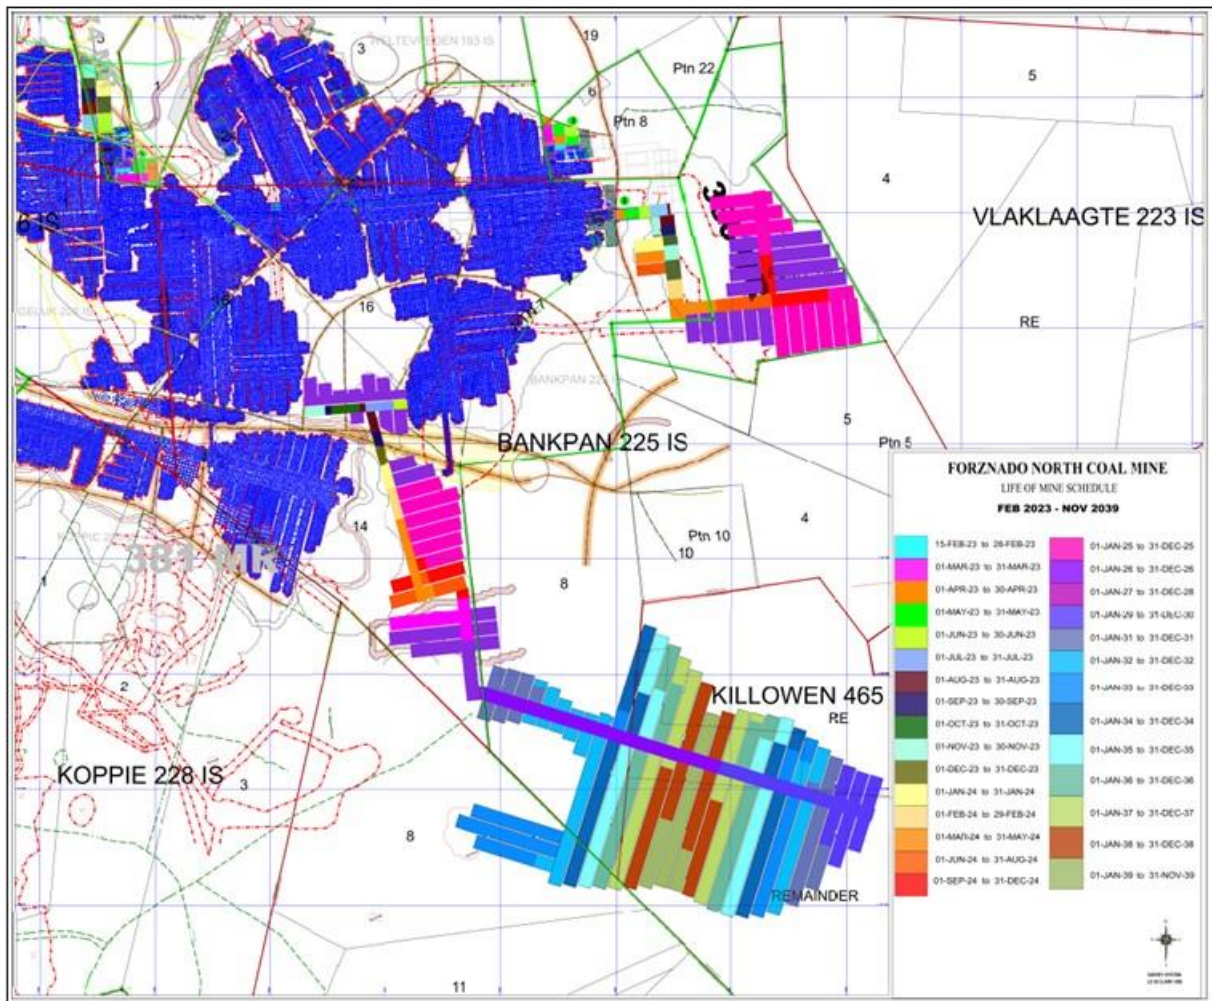 WELTEVREDEN 193 IS
19
3
3
Ptn 22
5
1
6
Ptn 8
4
VLAKLAAGTE 223 IS
6 IS
16
16
RE
BANKPAN 225 IS
BANKPAN 225 IS
5
Ptn 5
14
4
Ptn 10
10
381 MR
1
8
2
KILLOWEN 465
RE
KOPPIE 228 IS
3
8
REMAINDER
11
FORZNADO NORTH COAL MINE
LIFE OF MINE SCHEDULE
FEB 2023 - NOV 2039
15-FEB-23 to 28-FEB-23
01-MAR-23 to 31-MAR-23
01-APR-23 to 30-APR-23
01-MAY-23 to 31-MAY-23
01-JUN-23 to 30-JUN-23
01-JUL-23 to 31-JUL-23
01-AUG-23 to 31-AUG-23
01-SEP-23 to 30-SEP-23
01-OCT-23 to 31-OCT-23
01-NOV-23 to 30-NOV-23
01-DEC-23 to 31-DEC-23
01-JAN-24 to 31-JAN-24
01-FEB-24 to 29-FEB-24
01-MAR-24 to 31-MAY-24
01-JUN-24 to 31-AUG-24
01-SEP-24 to 31-DEC-24
01-JAN-25 to 31-DEC-25
01-JAN-26 to 31-DEC-26
01-JAN-27 to 31-DEC-28
01-JAN-29 to 31-DEC-30
01-JAN-31 to 31-DEC-31
01-JAN-32 to 31-DEC-32
01-JAN-33 to 31-DEC-33
01-JAN-34 to 31-DEC-34
01-JAN-35 to 31-DEC-35
01-JAN-36 to 31-DEC-36
01-JAN-37 to 31-DEC-37
01-JAN-38 to 31-DEC-38
01-JAN-39 to 31-NOV-39